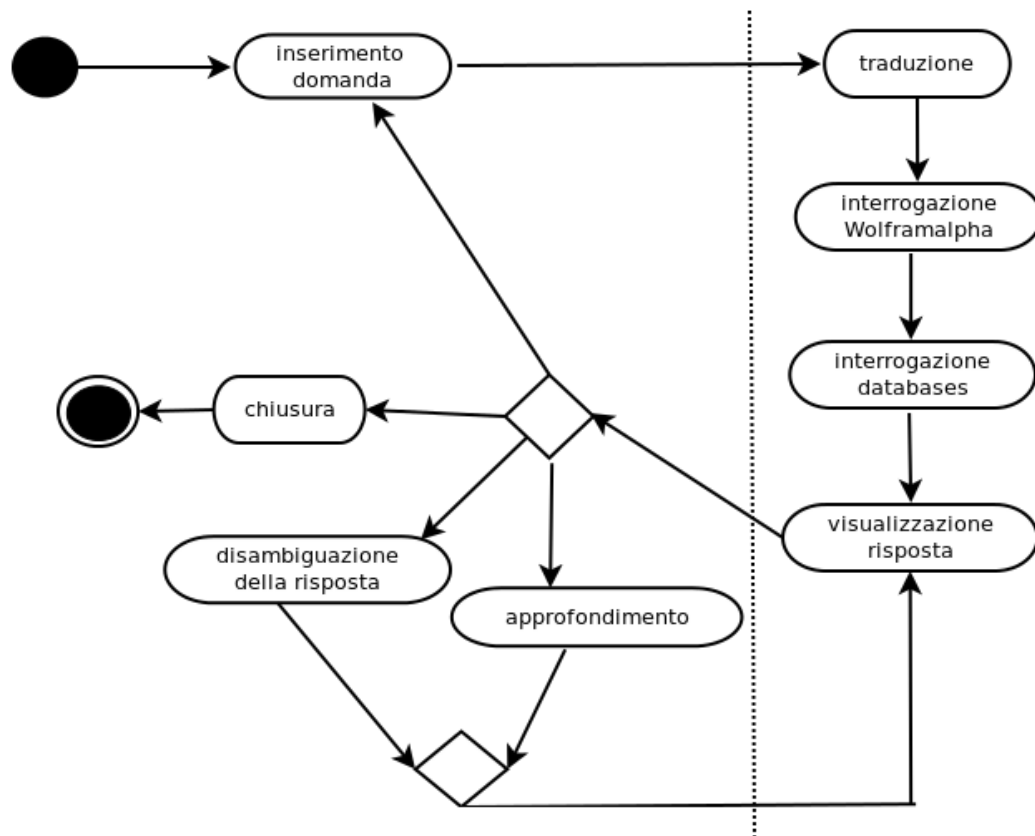 inserimento
domanda
traduzione
interrogazione
Wolframalpha
interrogazione
databases
chiusura
visualizzazione
risposta
disambiguazione
della risposta
approfondimento